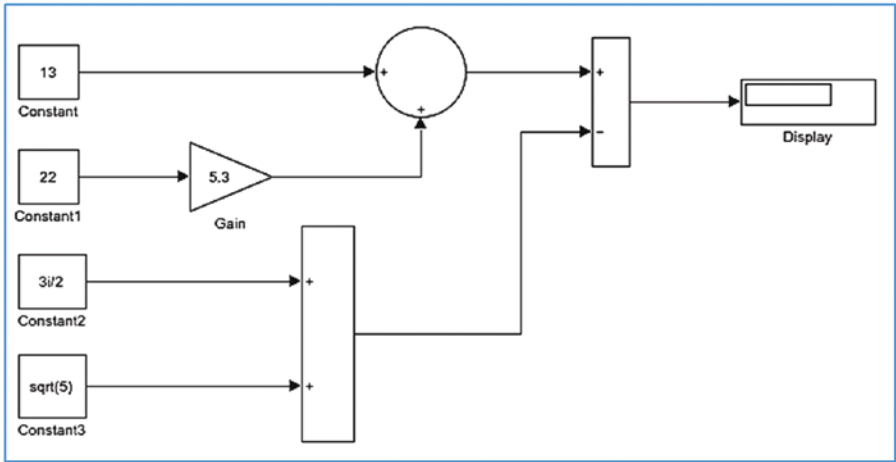 13
+
+
Constant
+
-
Display
22
5.3
Constant1
Gain
3i/2
+
Constant2
sqrt(5)
+
Constant3